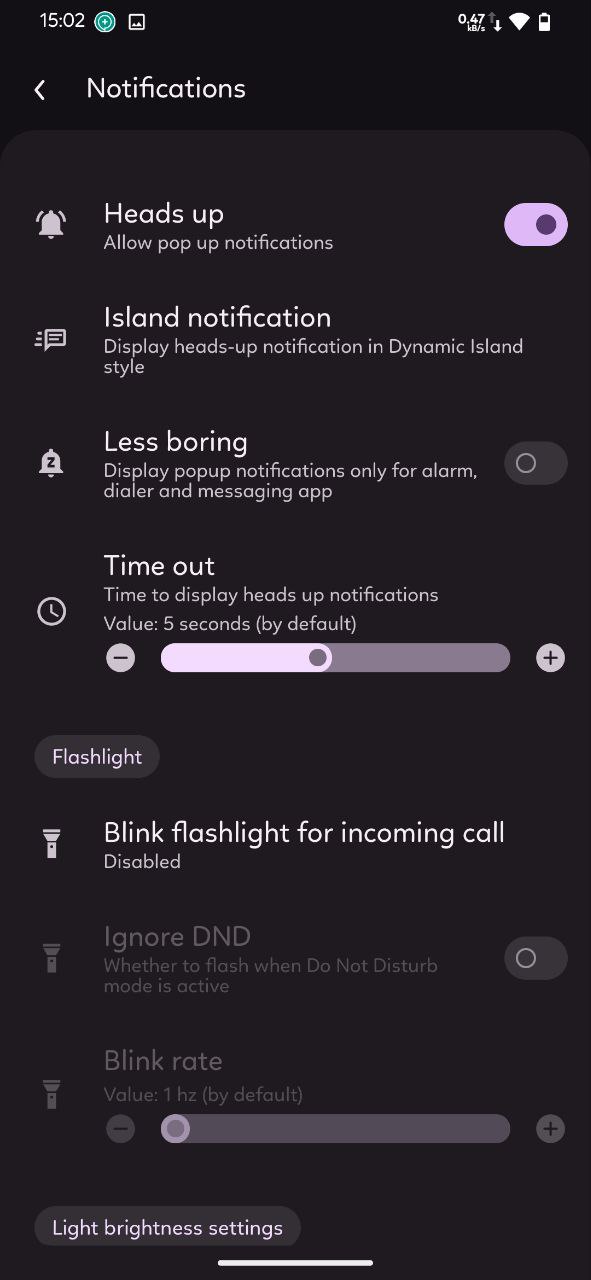 15:02
0,47
kB/s
Notifications
Heads up
Allow pop up notifications
Island notification
Display heads-up notification in Dynamic Island
style
Less boring
Display popup notifications only for alarm,
dialer and messaging app
Time out
Time to display heads up notifications
Value: 5 seconds (by default)
Flashlight
Blink flashlight for incoming call
Disabled
Ignore DND
Whether to flash when Do Not Disturb
mode is active
Blink rate
Value: 1 hz (by default)
Light brightness settings